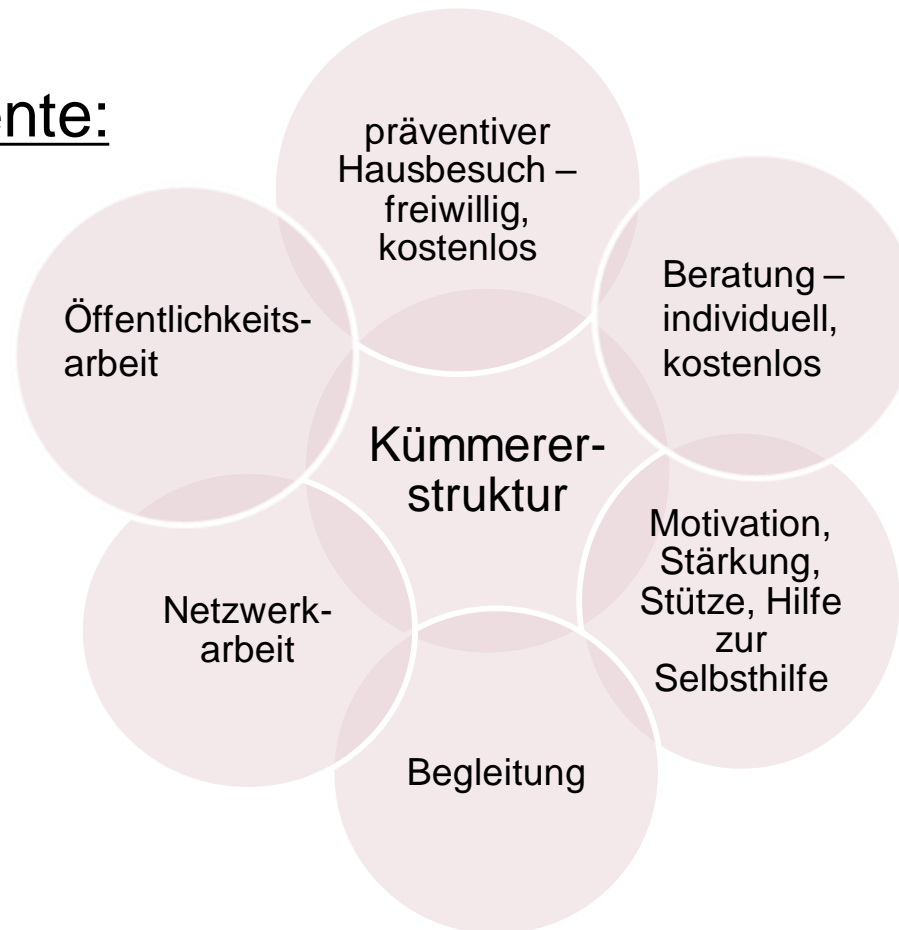 ente:
präventiver
Hausbesuch –
freiwillig,
kostenlos
Beratung –
individuell,
kostenlos
Öffentlichkeits-
arbeit
Kümmerer-
struktur
Motivation,
Stärkung,
Stütze, Hilfe
zur
Selbsthilfe
Netzwerk-
arbeit
Begleitung